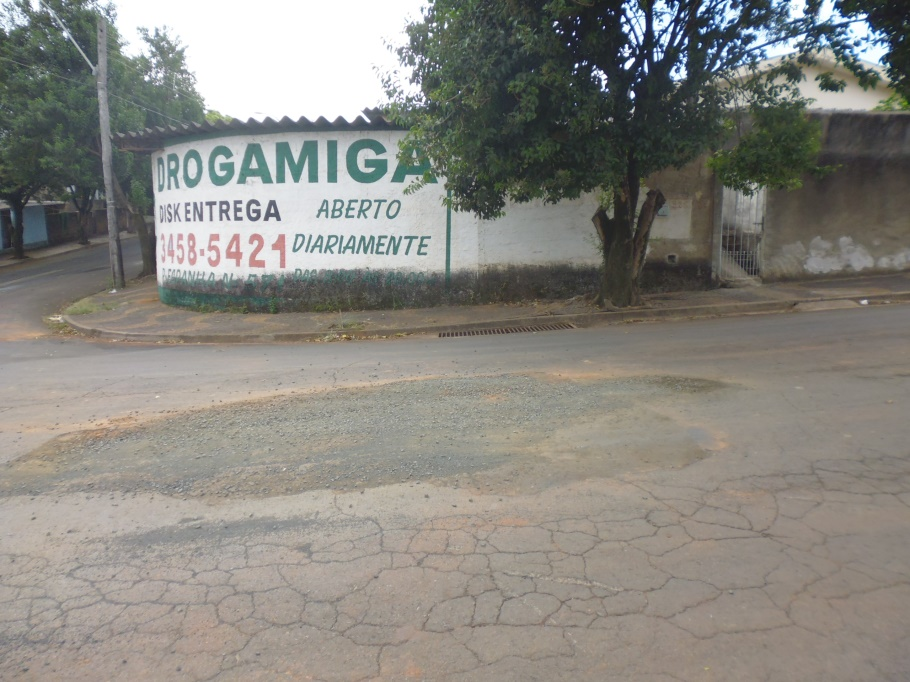 DROGAMIGA
DISK ENTREGA
3458-5421
ABERTO
DIARIAMENTE